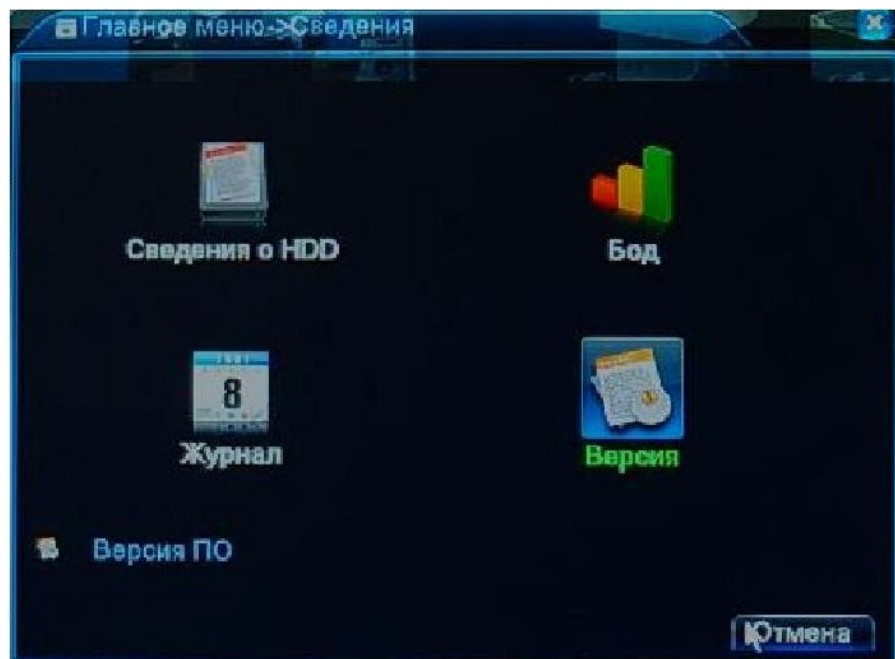 Главное меню->Сведения
Сведения о HDD
Бод
8
Журнал
Версия
Версия ПО
Отмена